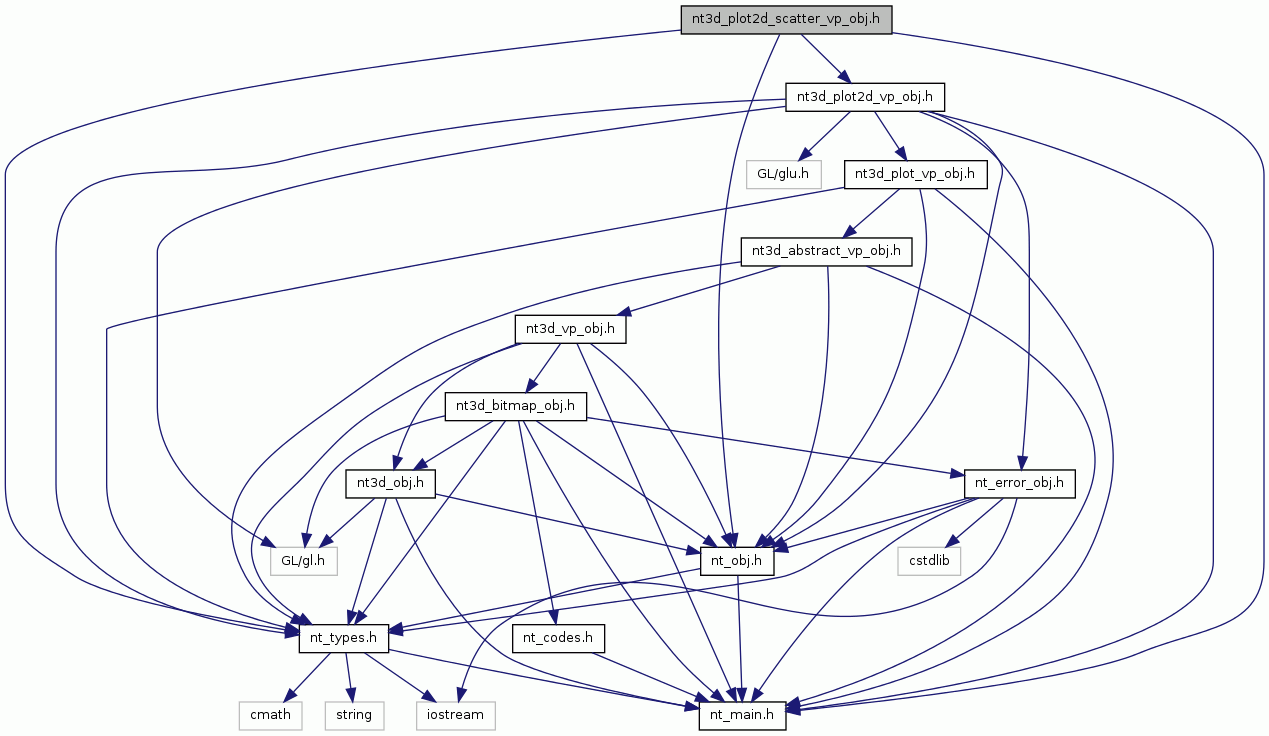 nt3d_plot2d_scatter_vp_obj.h
nt3d_plot2d_vp_obj.h
GL/glu.h
nt3d_plot_vp_obj.h
nt3d_abstract_vp_obj.h
nt3d_vp_obj.h
nt3d_bitmap_obj.h
nt3d_obj.h
nt_error_obj.h
GL/gl.h
nt_obj.h
cstdlib
nt_types.h
nt_codes.h
cmath
string
iostream
nt_main.h